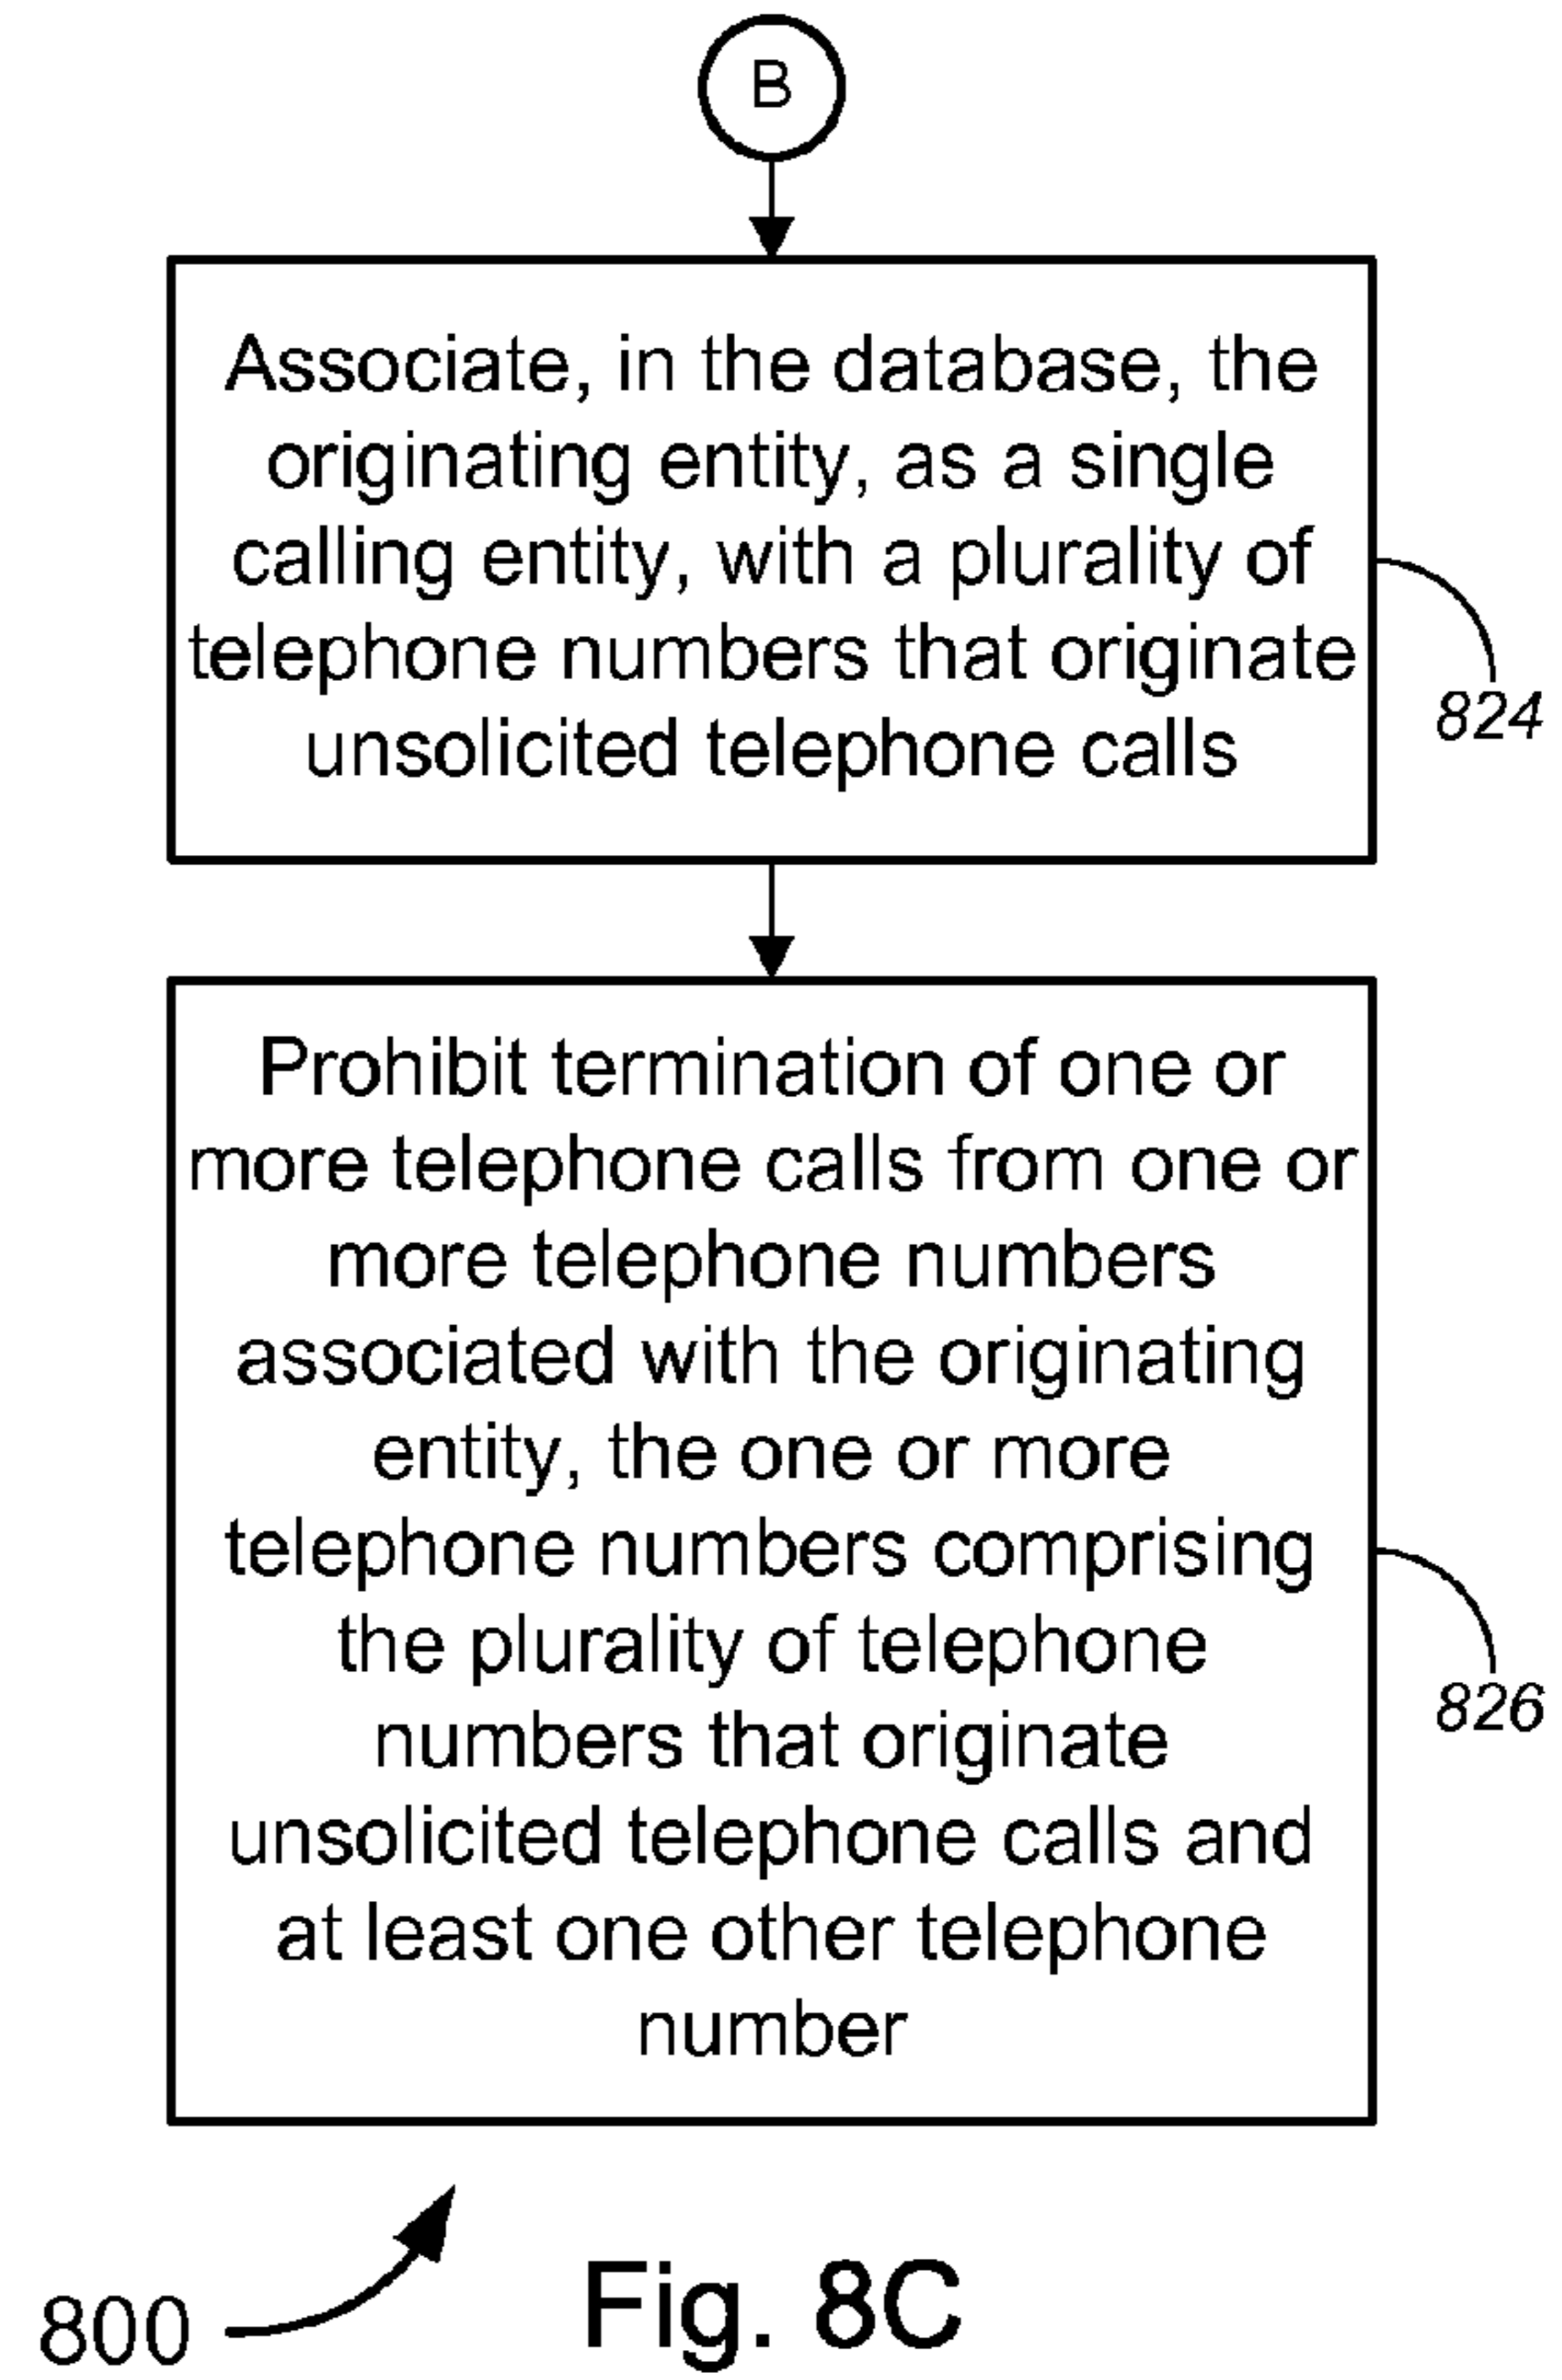 B
Associate, in the database, the
originating entity, as a single
calling entity, with a plurality of
telephone numbers that originate
unsolicited telephone calls
824
Prohibit termination of one or
more telephone calls from one or
more telephone numbers
associated with the originating
entity, the one or more
telephone numbers comprising
the plurality of telephone
numbers that originate
unsolicited telephone calls and
at least one other telephone
number
826
800
Fig. 8C